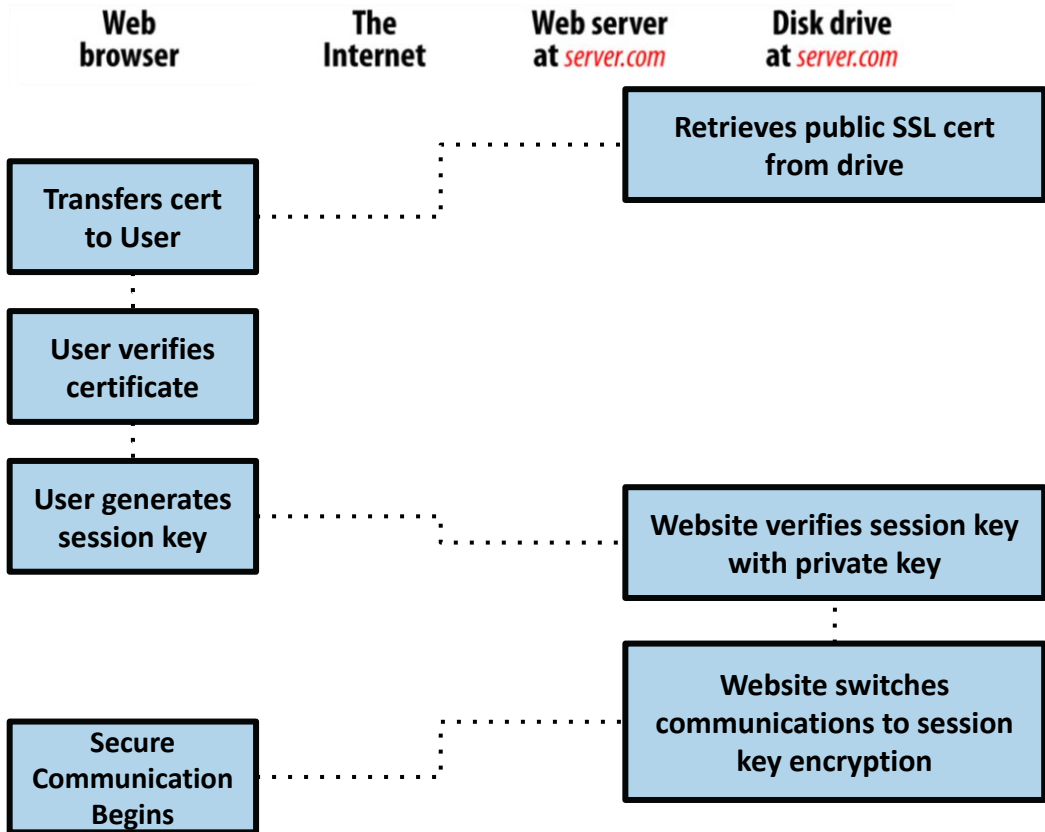 Web
browser
The
Internet
Web server
at server.com
Disk drive
at server.com
Retrieves public SSL cert
from drive
Transfers cert
to User
User verifies
certificate
User generates
session key
Website verifies session key
with private key
Website switches
communications to session
key encryption
Secure
Communication
Begins